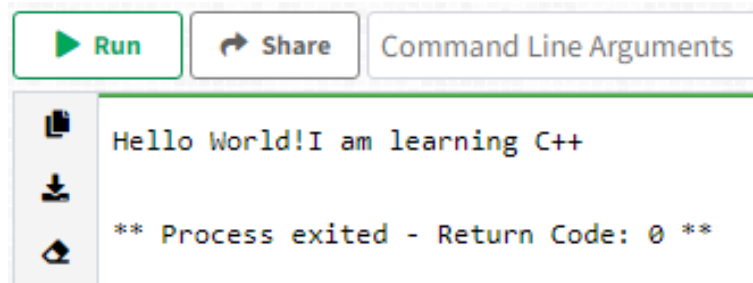 Run Share Command Line Arguments
Hello World!I am learning C++
** Process exited - Return Code: 0 **